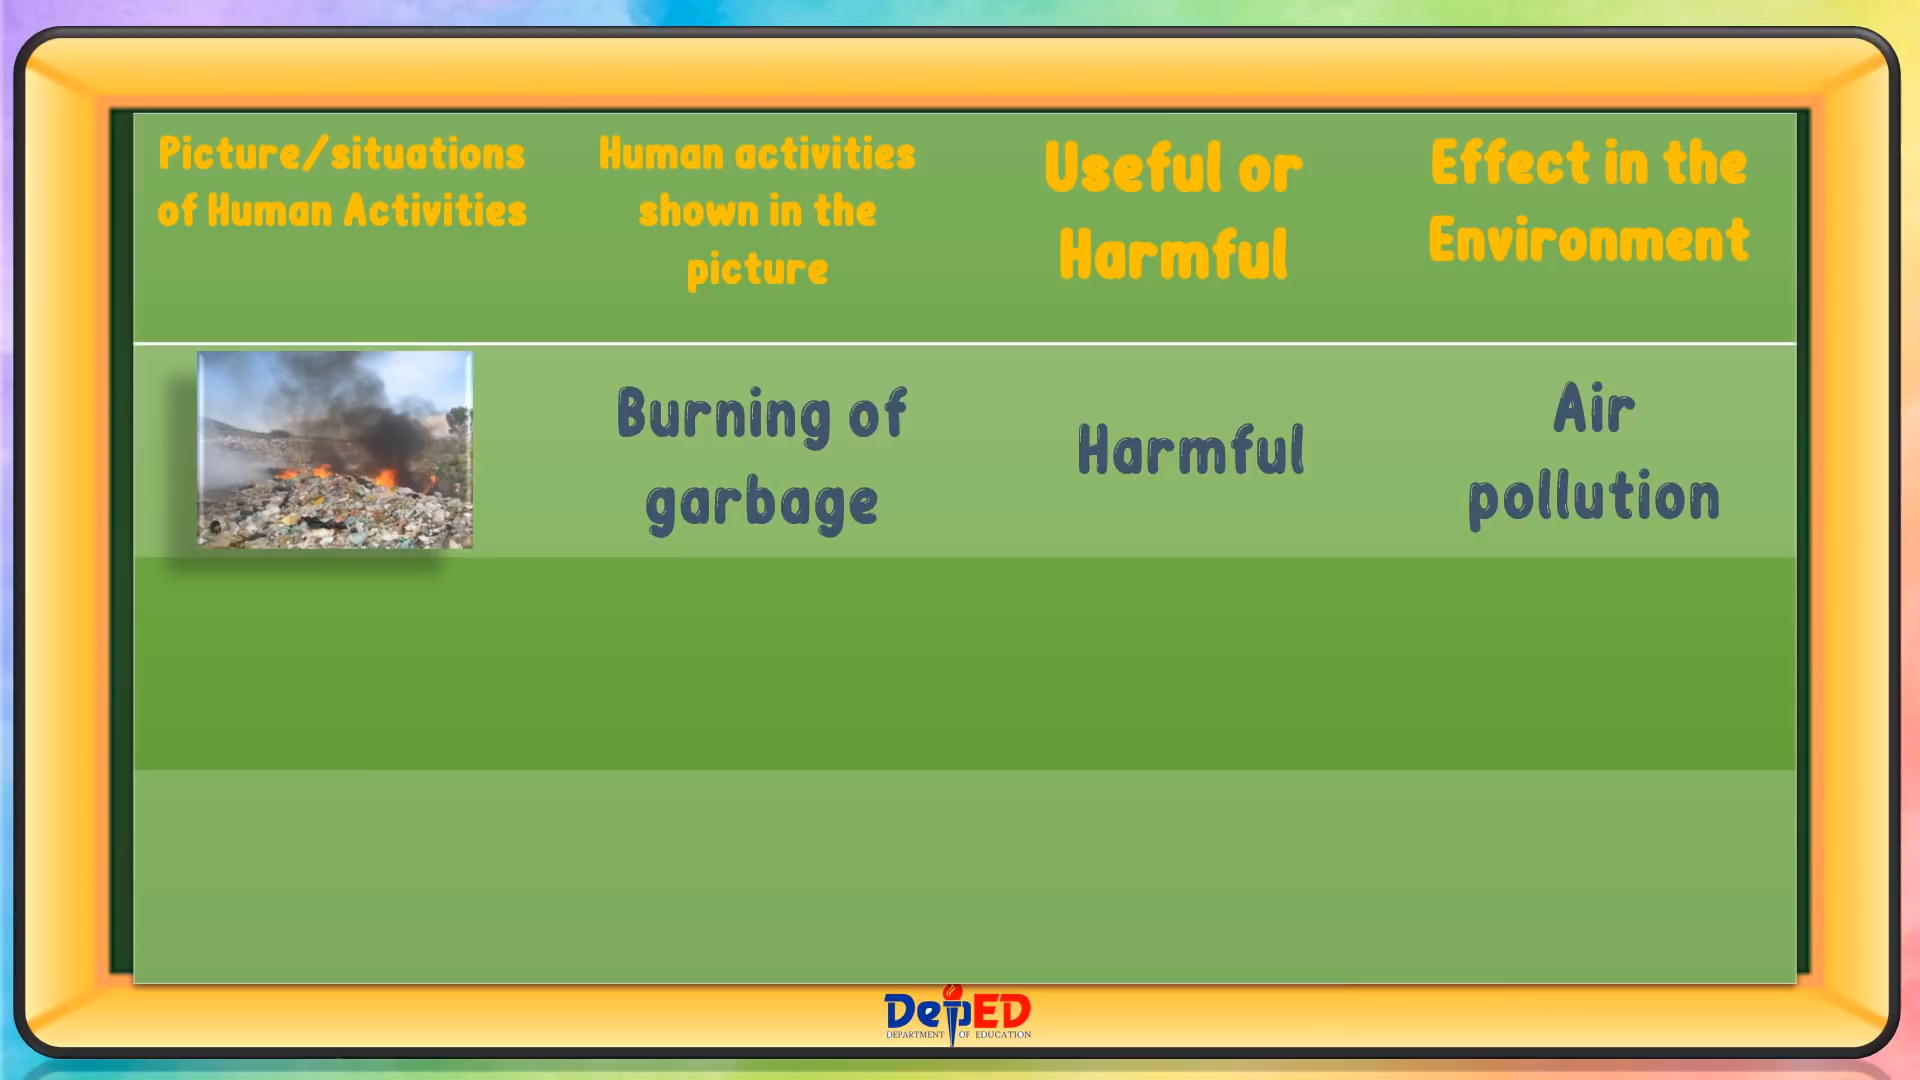 Picture/situations
of Human Activities
Human activities
shown in the
picture
Useful or
Harmful
Effect in the
Environment
Burning of
garbage
Harmful
Air
pollution
DepED
DEPARTMENT OF EDUCATION